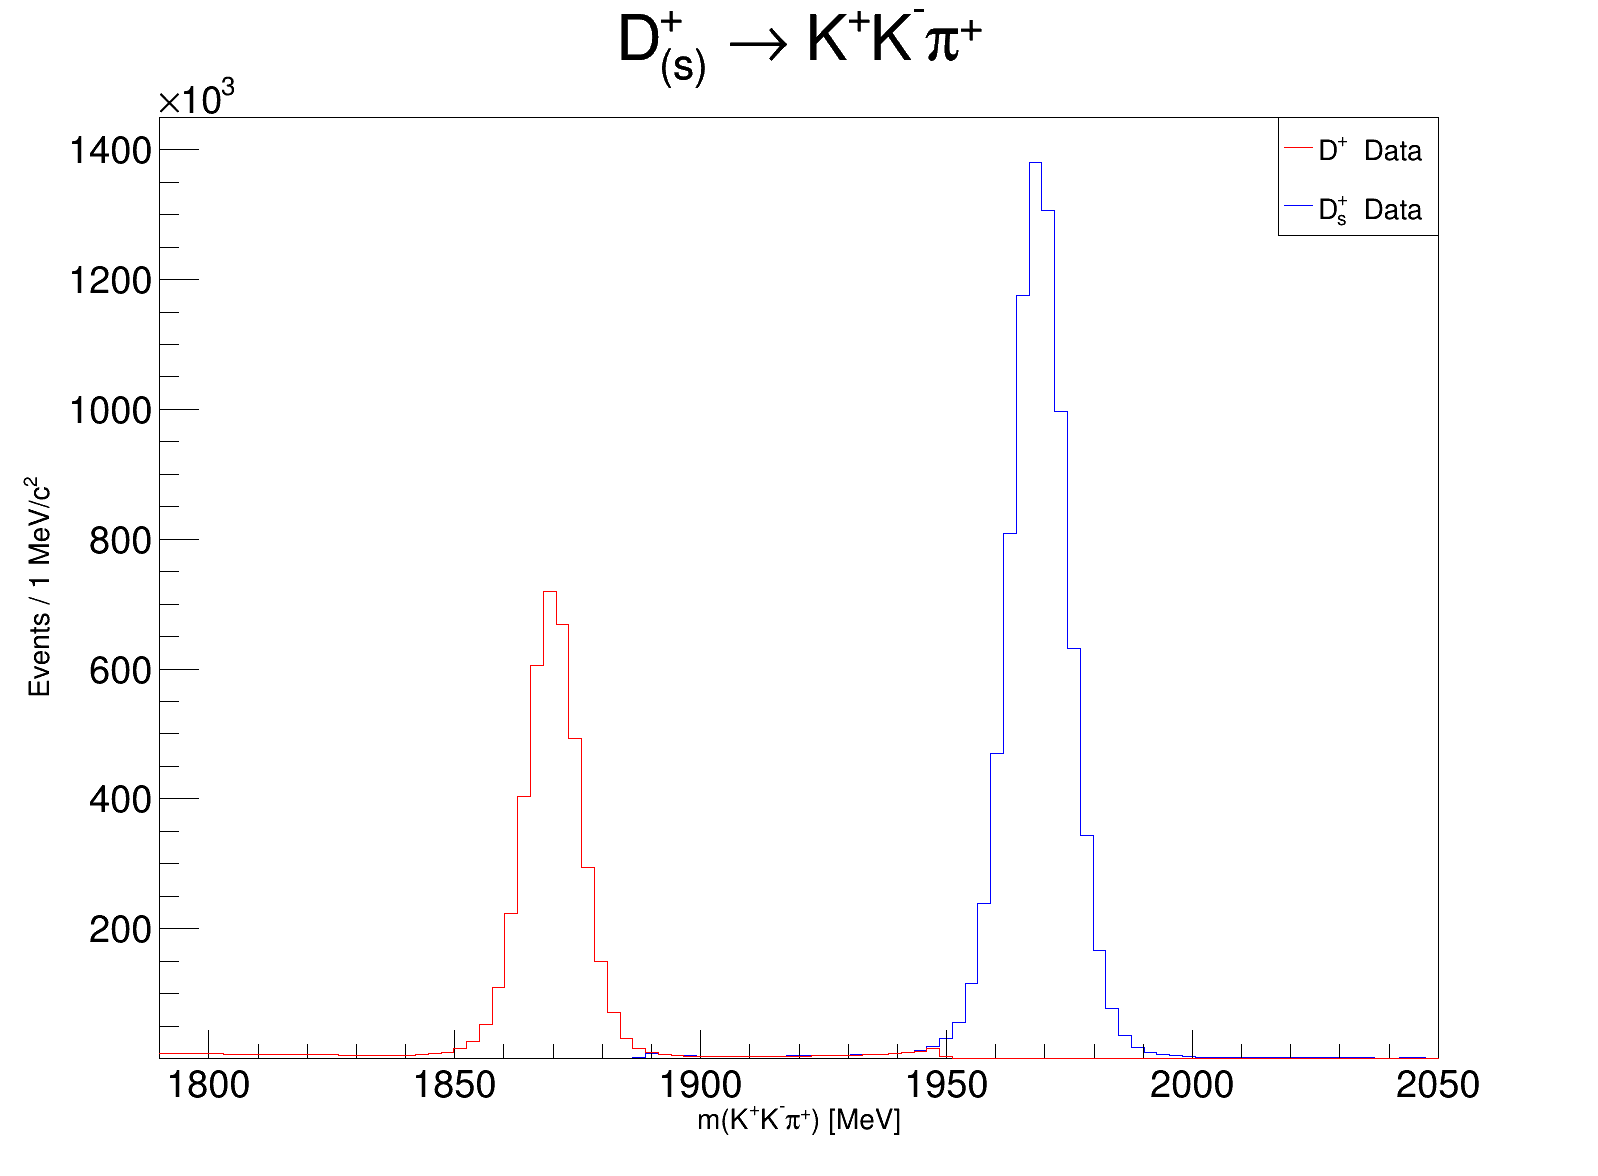 D⁺₍ₛ₎ → K⁺K⁻π⁺
×10³
1400
1200
1000
800
600
400
200
Events / 1 MeV/c²
D⁺ Data
Dₛ⁺ Data
1800 1850 1900 1950 2000 2050
m(K⁺K⁻π⁺) [MeV]